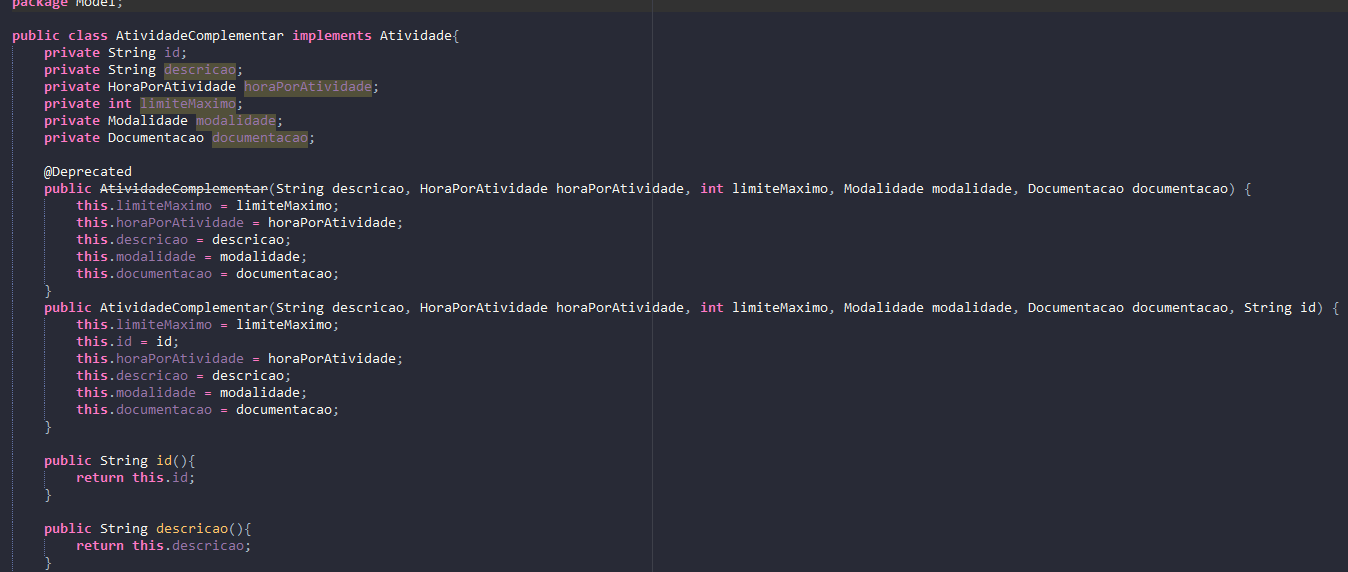 package Model;
public class AtividadeComplementar implements Atividade{
private String id;
private String descricao;
private HoraPorAtividade horaPorAtividade;
private int limiteMaximo;
private Modalidade modalidade;
private Documentacao documentacao;
@Deprecated
public AtividadeComplementar(String descricao, HoraPorAtividade horaPorAtividade, int limiteMaximo, Modalidade modalidade, Documentacao documentacao) {
this.limiteMaximo = limiteMaximo;
this.horaPorAtividade = horaPorAtividade;
this.descricao = descricao;
this.modalidade = modalidade;
this.documentacao = documentacao;
}
public AtividadeComplementar(String descricao, HoraPorAtividade horaPorAtividade, int limiteMaximo, Modalidade modalidade, Documentacao documentacao, String id) {
this.limiteMaximo = limiteMaximo;
this.id = id;
this.horaPorAtividade = horaPorAtividade;
this.descricao = descricao;
this.modalidade = modalidade;
this.documentacao = documentacao;
}
public String id(){
return this.id;
}
public String descricao(){
return this.descricao;
}